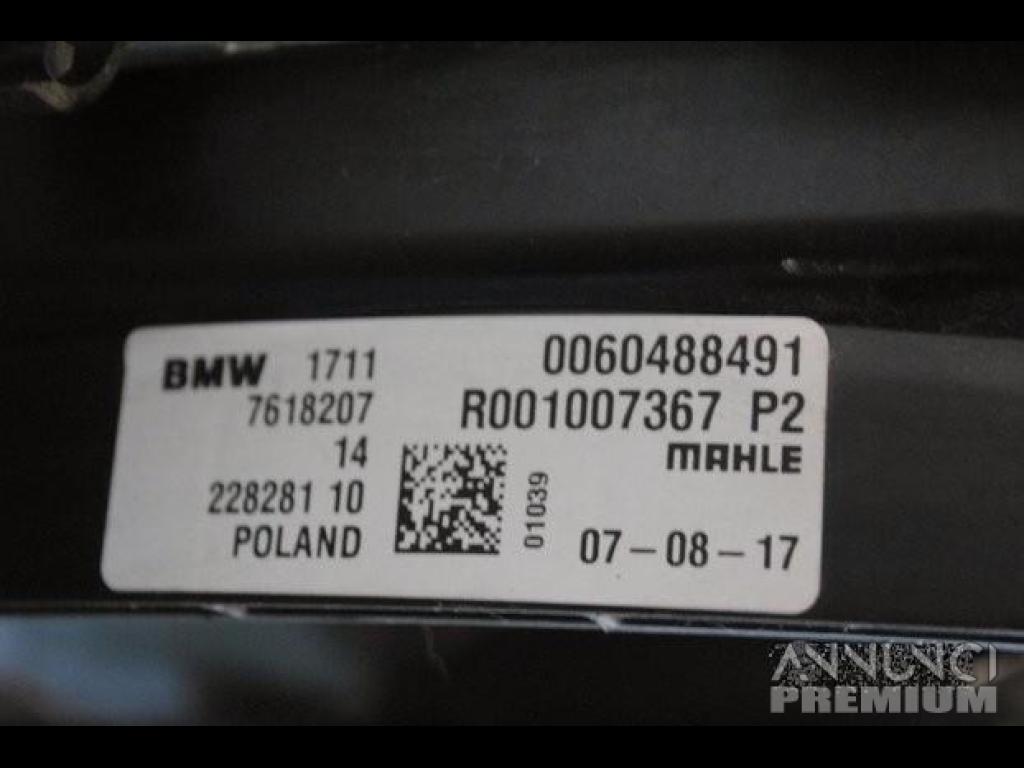 BMW 1711
7618207
14
228281 10
POLAND
01039
0060488491
R001007367 P2
MAHLE
07-08-17
ANNUNCI
PREMIUM